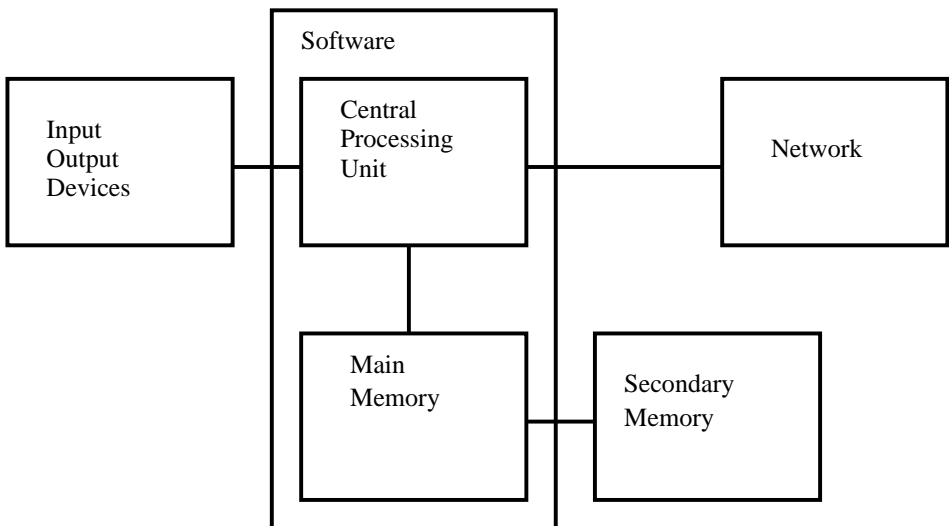 Software
Input
Output
Devices
Central
Processing
Unit
Network
Main
Memory
Secondary
Memory